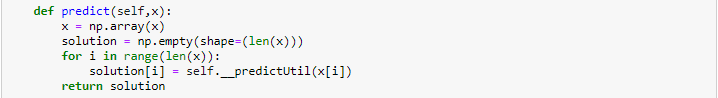 def predict(self,x):
    x = np.array(x)
    solution = np.empty(shape=(len(x)))
    for i in range(len(x)):
        solution[i] = self.__predictUtil(x[i])
    return solution